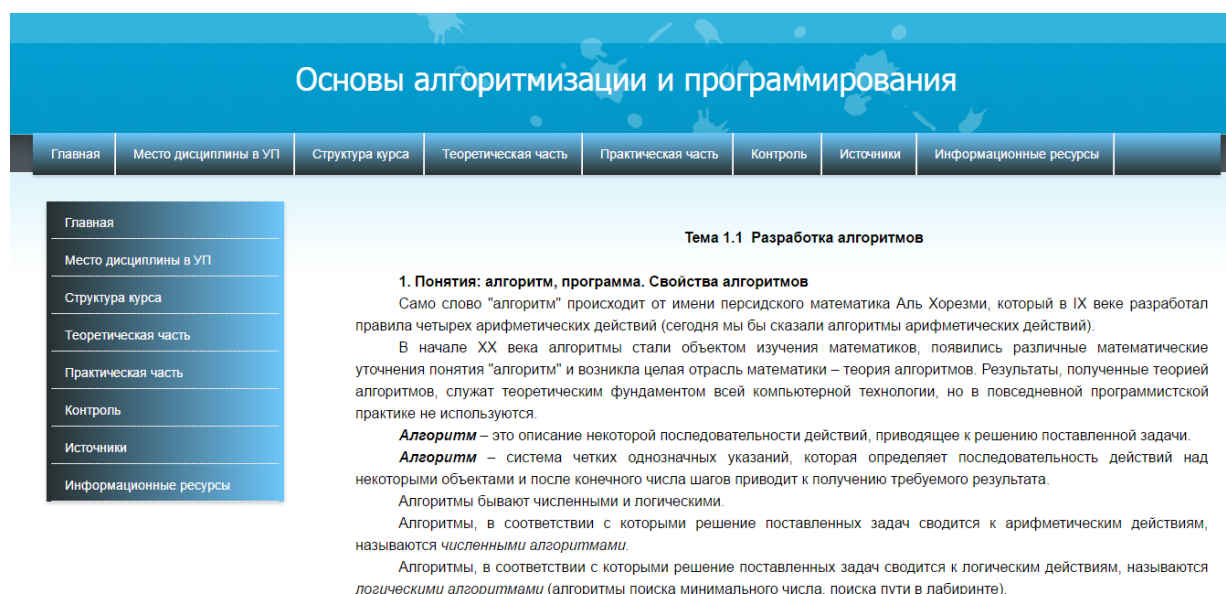 Основы алгоритмизации и программирования
Главная Место дисциплины в УП Структура курса Теоретическая часть Практическая часть Контроль Источники Информационные ресурсы
Главная
Место дисциплины в УП
Структура курса
Теоретическая часть
Практическая часть
Контроль
Источники
Информационные ресурсы
Тема 1.1 Разработка алгоритмов
1. Понятия: алгоритм, программа. Свойства алгоритмов
Само слово "алгоритм" происходит от имени персидского математика Аль Хорезми, который в IX веке разработал
правила четырех арифметических действий (сегодня мы бы сказали алгоритмы арифметических действий).
В начале XX века алгоритмы стали объектом изучения математиков, появились различные математические
уточнения понятия "алгоритм" и возникла целая отрасль математики – теория алгоритмов. Результаты, полученные теорией
алгоритмов, служат теоретическим фундаментом всей компьютерной технологии, но в повседневной программистской
практике не используются.
Алгоритм – это описание некоторой последовательности действий, приводящее к решению поставленной задачи.
Алгоритм – система четких однозначных указаний, которая определяет последовательность действий над
некоторыми объектами и после конечного числа шагов приводит к получению требуемого результата.
Алгоритмы бывают численными и логическими.
Алгоритмы, в соответствии с которыми решение поставленных задач сводится к арифметическим действиям,
называются численными алгоритмами.
Алгоритмы, в соответствии с которыми решение поставленных задач сводится к логическим действиям, называются
логическими алгоритмами (алгоритмы поиска минимального числа, поиска пути в лабиринте).